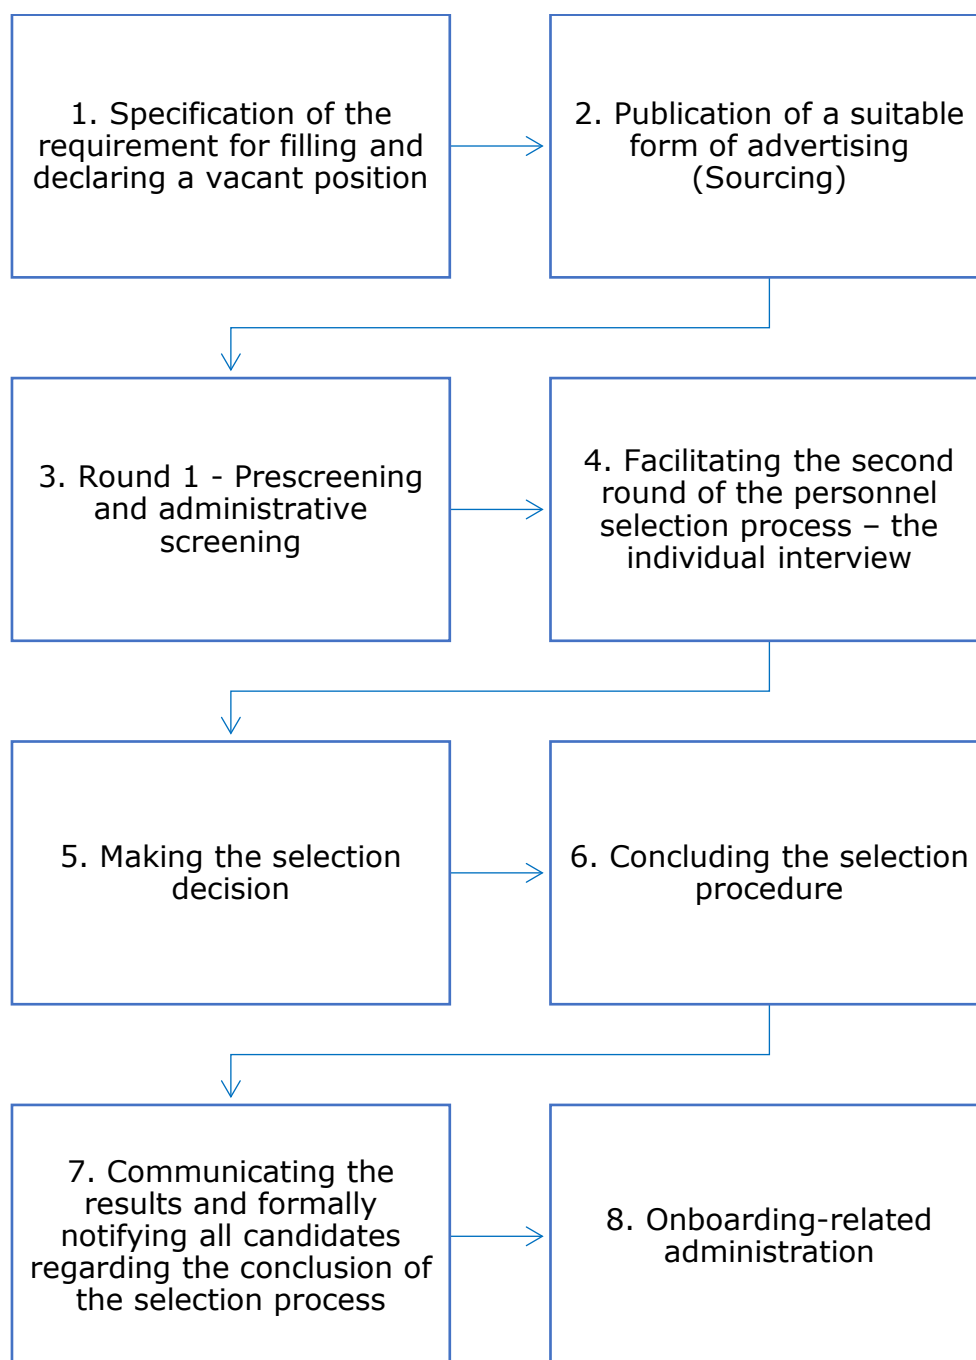 1. Specification of the
requirement for filling and
declaring a vacant position
2. Publication of a suitable
form of advertising
(Sourcing)
3. Round 1 - Prescreening
and administrative
screening
4. Facilitating the second
round of the personnel
selection process – the
individual interview
5. Making the selection
decision
6. Concluding the selection
procedure
7. Communicating the
results and formally
notifying all candidates
regarding the conclusion of
the selection process
8. Onboarding-related
administration